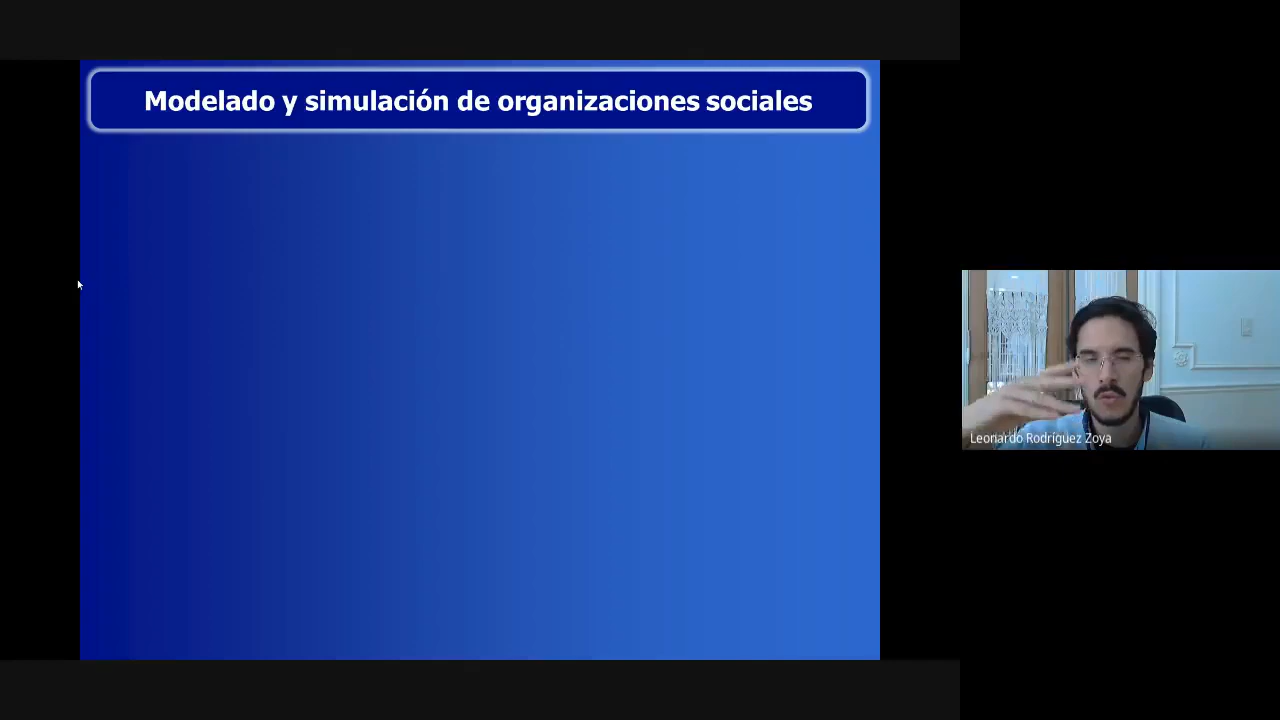 Modelado y simulación de organizaciones sociales
Leonardo Rodríguez Zoya